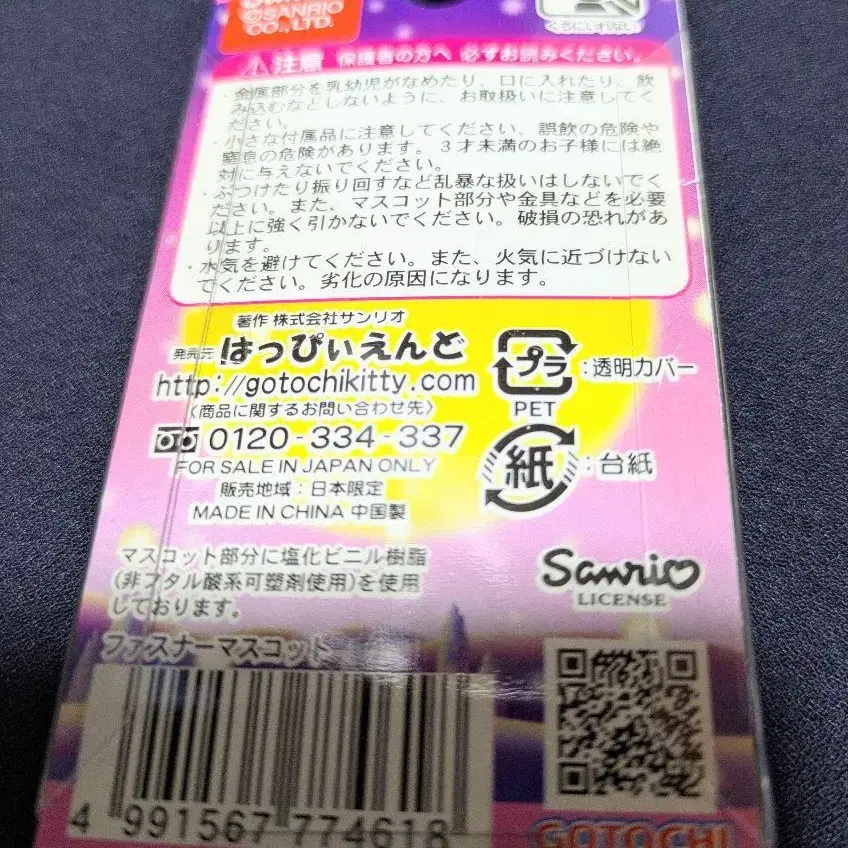 ©SANRIO
CO., LTD.
くちにいれない
注意 保護者の方へ 必ずお読みください。
・金属部分を乳幼児がなめたり、口に入れたり、飲
み込むなどしないように、お取扱いに注意してく
ださい。
・小さな付属品に注意してください、誤飲の危険や
窒息の危険があります。3才未満のお子様には絶
対に与えないでください。
・ぶつけたり振り回すなど乱暴な扱いはしないでく
ださい。また、マスコット部分や金具などを必要
以上に強く引かないでください。破損の恐れがあ
ります。
・水気を避けてください。また、火気に近づけない
でください。劣化の原因になります。
著作 株式会社サンリオ
発売元 はっぴぃえんど
http://gotochikitty.com
〈商品に関するお問い合わせ先〉
0120-334-337
FOR SALE IN JAPAN ONLY
販売地域：日本限定
MADE IN CHINA 中国製
プラ :透明カバー
PET
紙 :台紙
マスコット部分に塩化ビニル樹脂
(非フタル酸系可塑剤使用)を使用
しております。
ファスナーマスコット
Sanrio
LICENSE
4 991567 774618
GOTOCHI